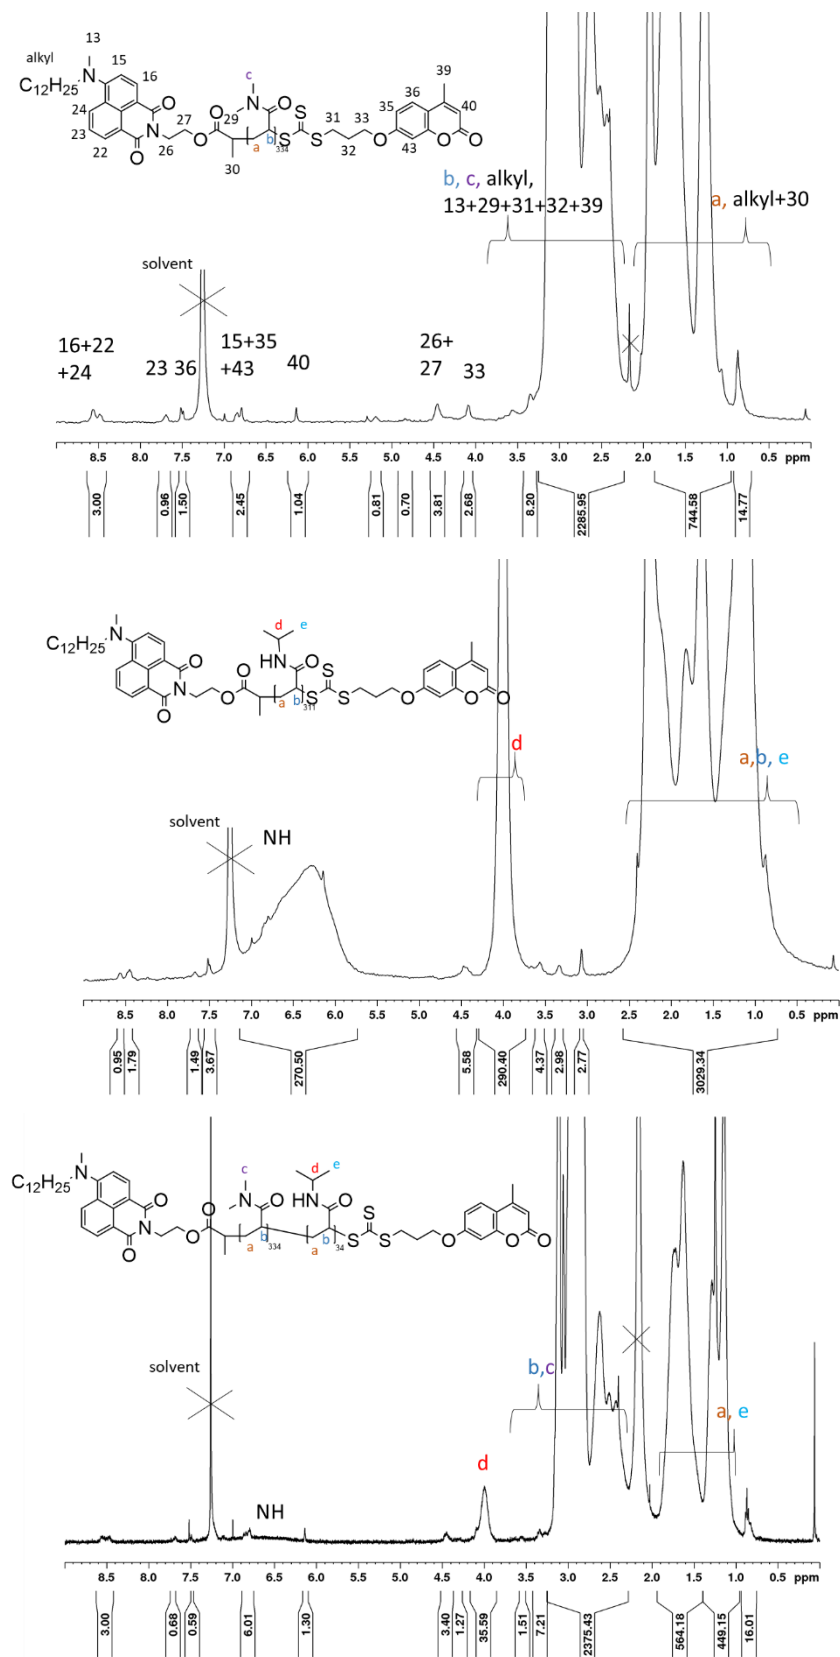 13
alkyl
15
16
C12H25
N
24
23
22
O
O
N
26
27
O
O
29
30
c
N
O
a
b
334
S
S
S
31
32
33
O
35
36
43
39
40
O
O
b, c, alkyl,
13+29+31+32+39
a, alkyl+30
solvent
16+22
+24
23
36
15+35
+43
40
26+
27
33
8.5 8.0 7.5 7.0 6.5 6.0 5.5 5.0 4.5 4.0 3.5 3.0 2.5 2.0 1.5 1.0 0.5 ppm
3.00 0.96 1.50 2.45 1.04 0.81 0.70 3.81 2.68 8.20 2285.95 744.58 14.77
C12H25
N
O
O
N
O
O
d
e
HN
O
a
b
311
S
S
S
O
O
O
d
a,b, e
solvent
NH
8.5 8.0 7.5 7.0 6.5 6.0 5.5 5.0 4.5 4.0 3.5 3.0 2.5 2.0 1.5 1.0 0.5 ppm
0.95 1.79 1.49 3.67 270.50 5.58 290.40 4.37 2.98 2.77 3029.34
C12H25
N
O
O
N
O
O
c
N
O
a
b
334
d
e
HN
O
a
b
34
S
S
S
O
O
O
solvent
b,c
a, e
d
NH
8.5 8.0 7.5 7.0 6.5 6.0 5.5 5.0 4.5 4.0 3.5 3.0 2.5 2.0 1.5 1.0 ppm
3.00 0.68 0.59 6.01 1.30 3.40 1.27 35.59 1.51 7.21 2375.43 564.18 449.15 16.01